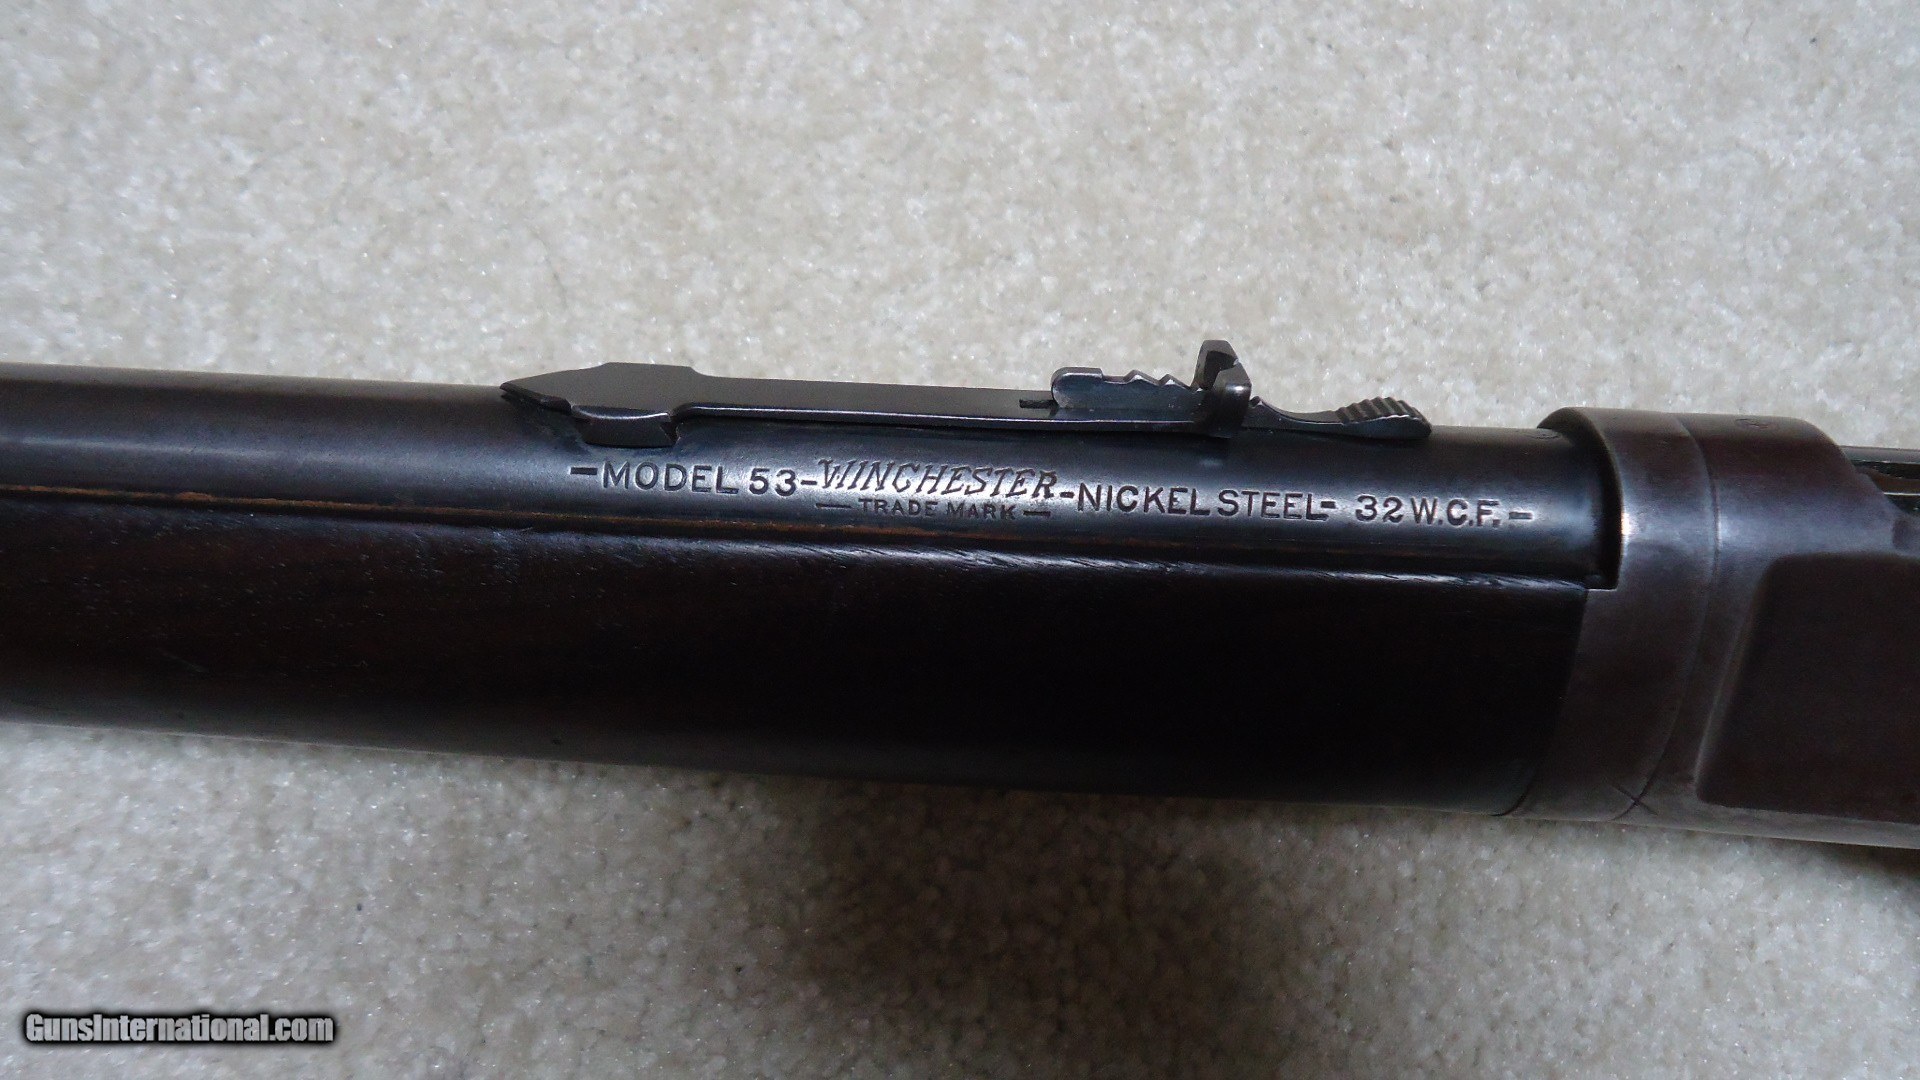 -MODEL 53-WINCHESTER-NICKEL STEEL- 32 W.C.F.-
-TRADE MARK-
GunsInternational.com